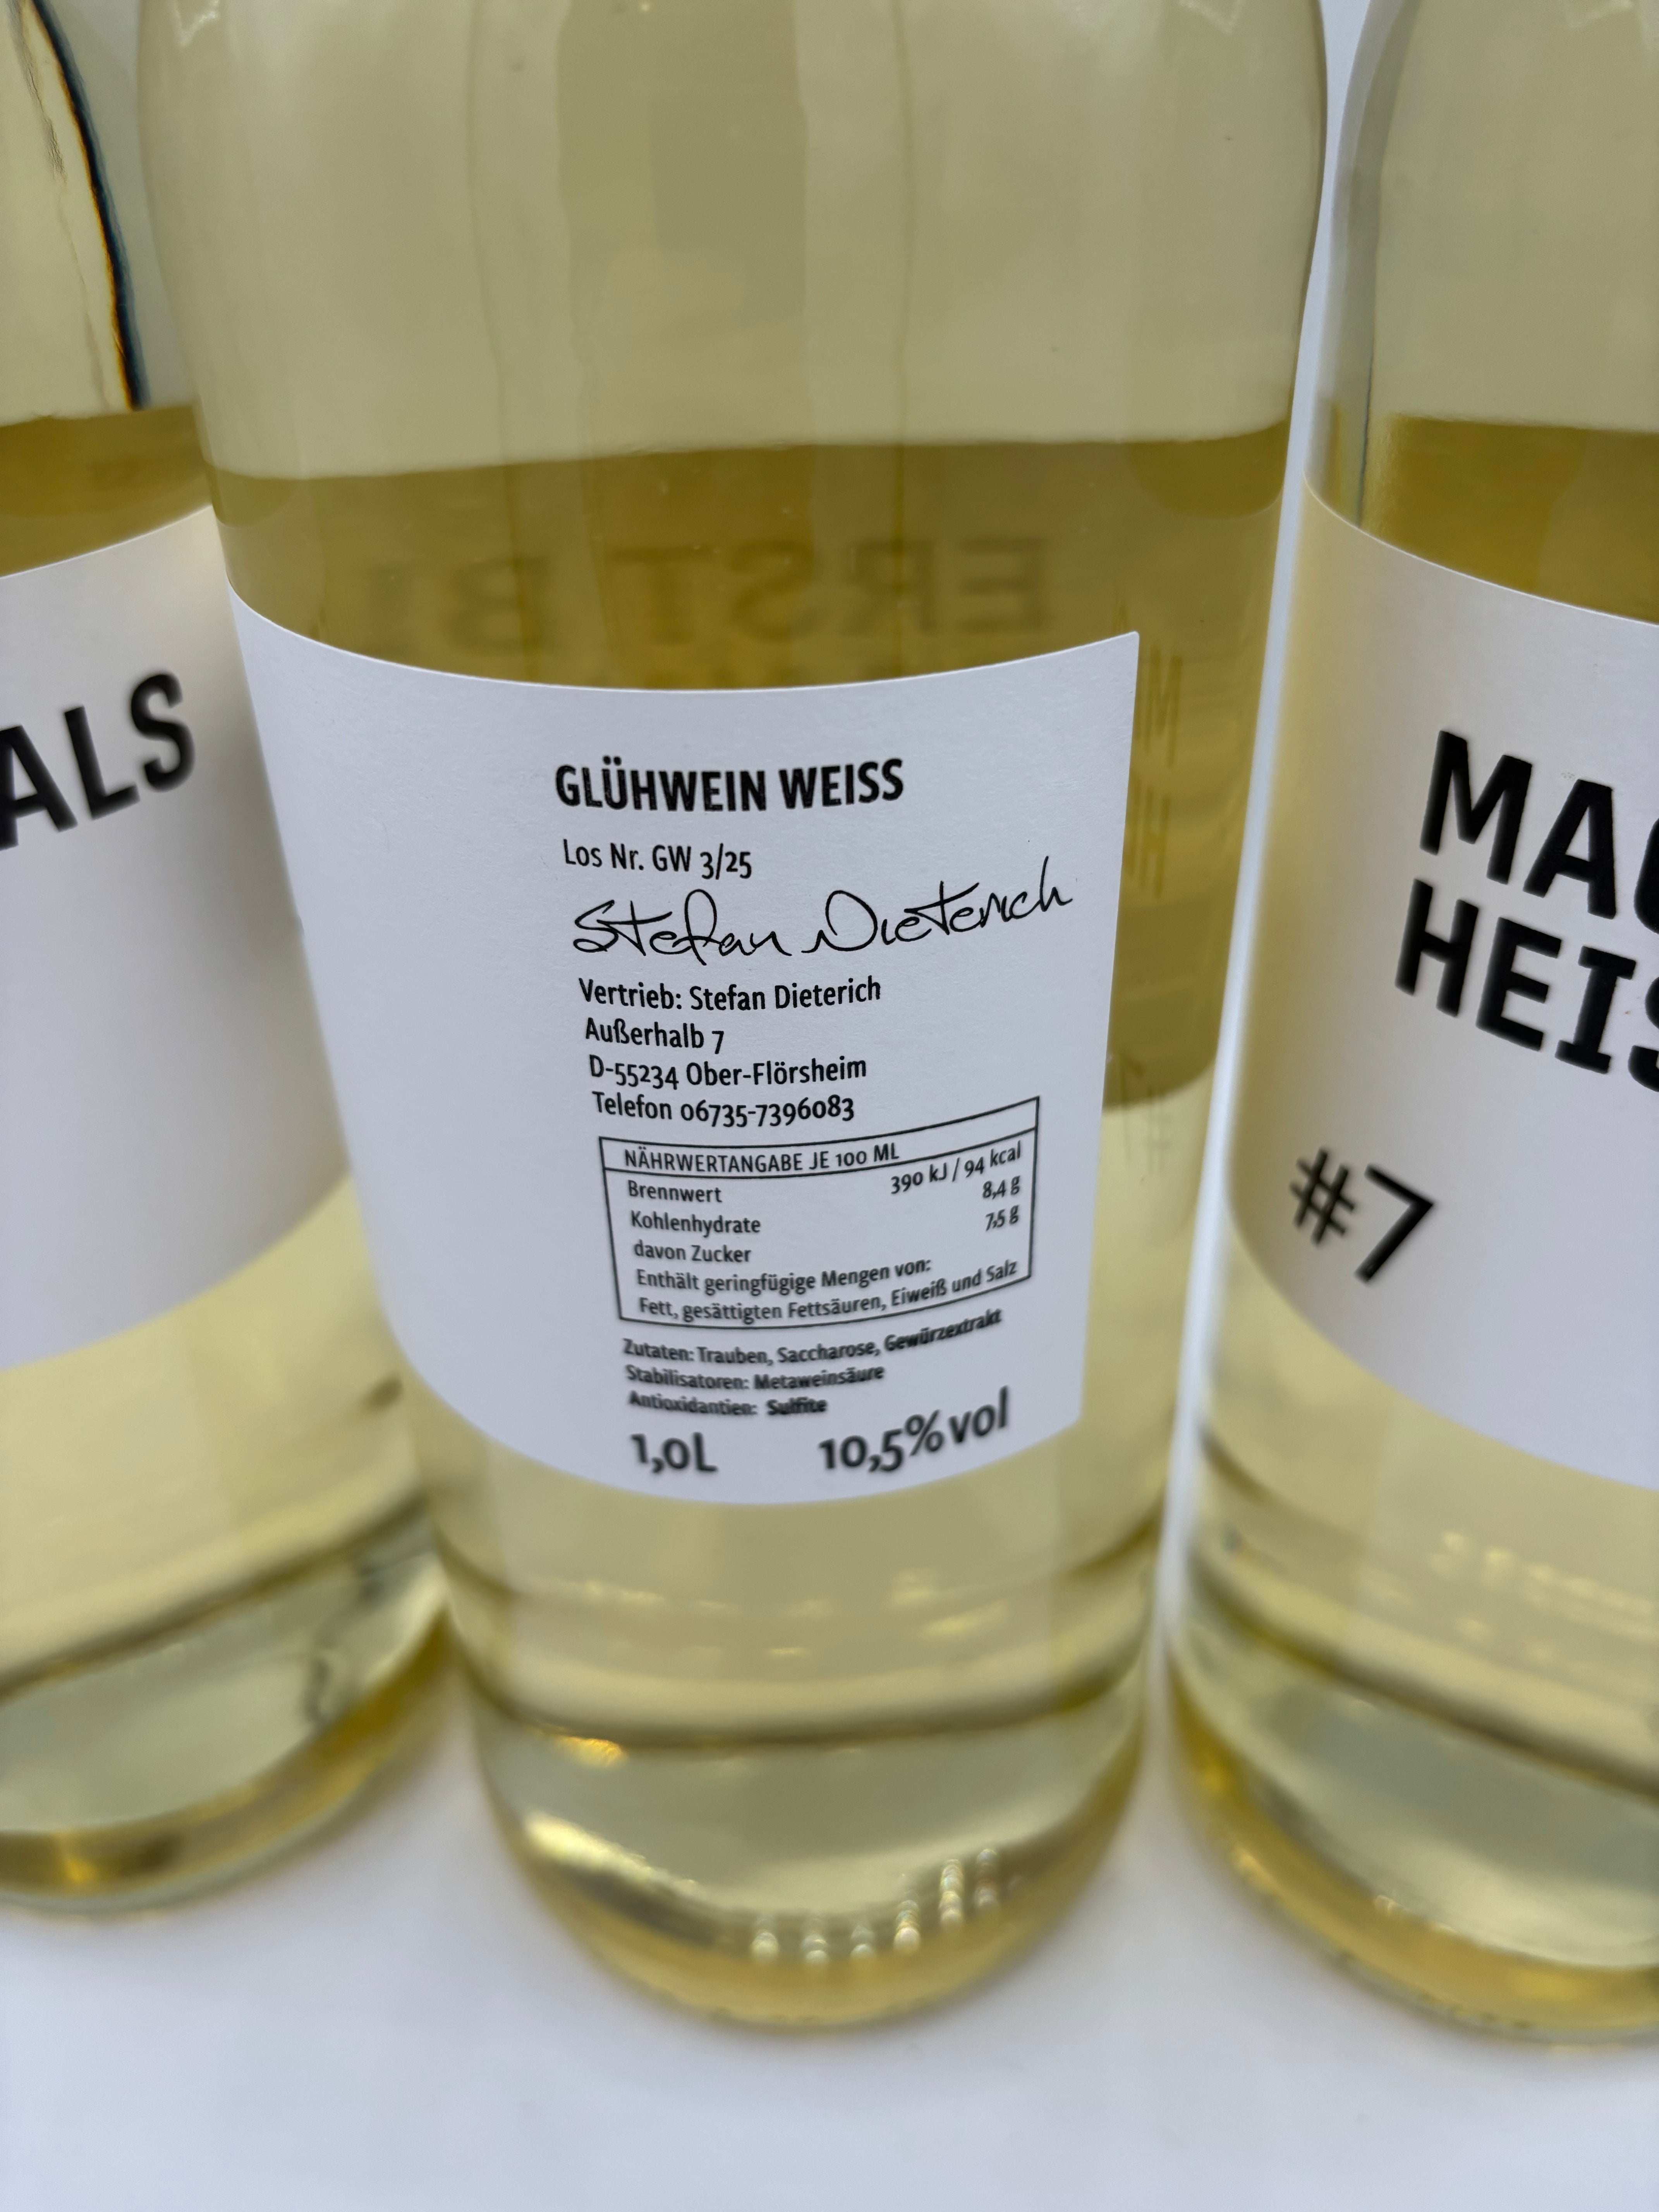 ALS
GLÜHWEIN WEISS
Los Nr. GW 3/25
Stefan Dieterich
Vertrieb: Stefan Dieterich
Außerhalb 7
D-55234 Ober-Flörsheim
Telefon 06735-7396083
NÄHRWERTANGABE JE 100 ML
Brennwert 390 kJ / 94 kcal
Kohlenhydrate 8,4 g
davon Zucker 7,5 g
Enthält geringfügige Mengen von:
Fett, gesättigten Fettsäuren, Eiweiß und Salz
Zutaten: Trauben, Saccharose, Gewürzextrakt
Stabilisatoren: Metaweinsäure
Antioxidantien: Sulfite
1,0L 10,5%vol
HEIS
#7